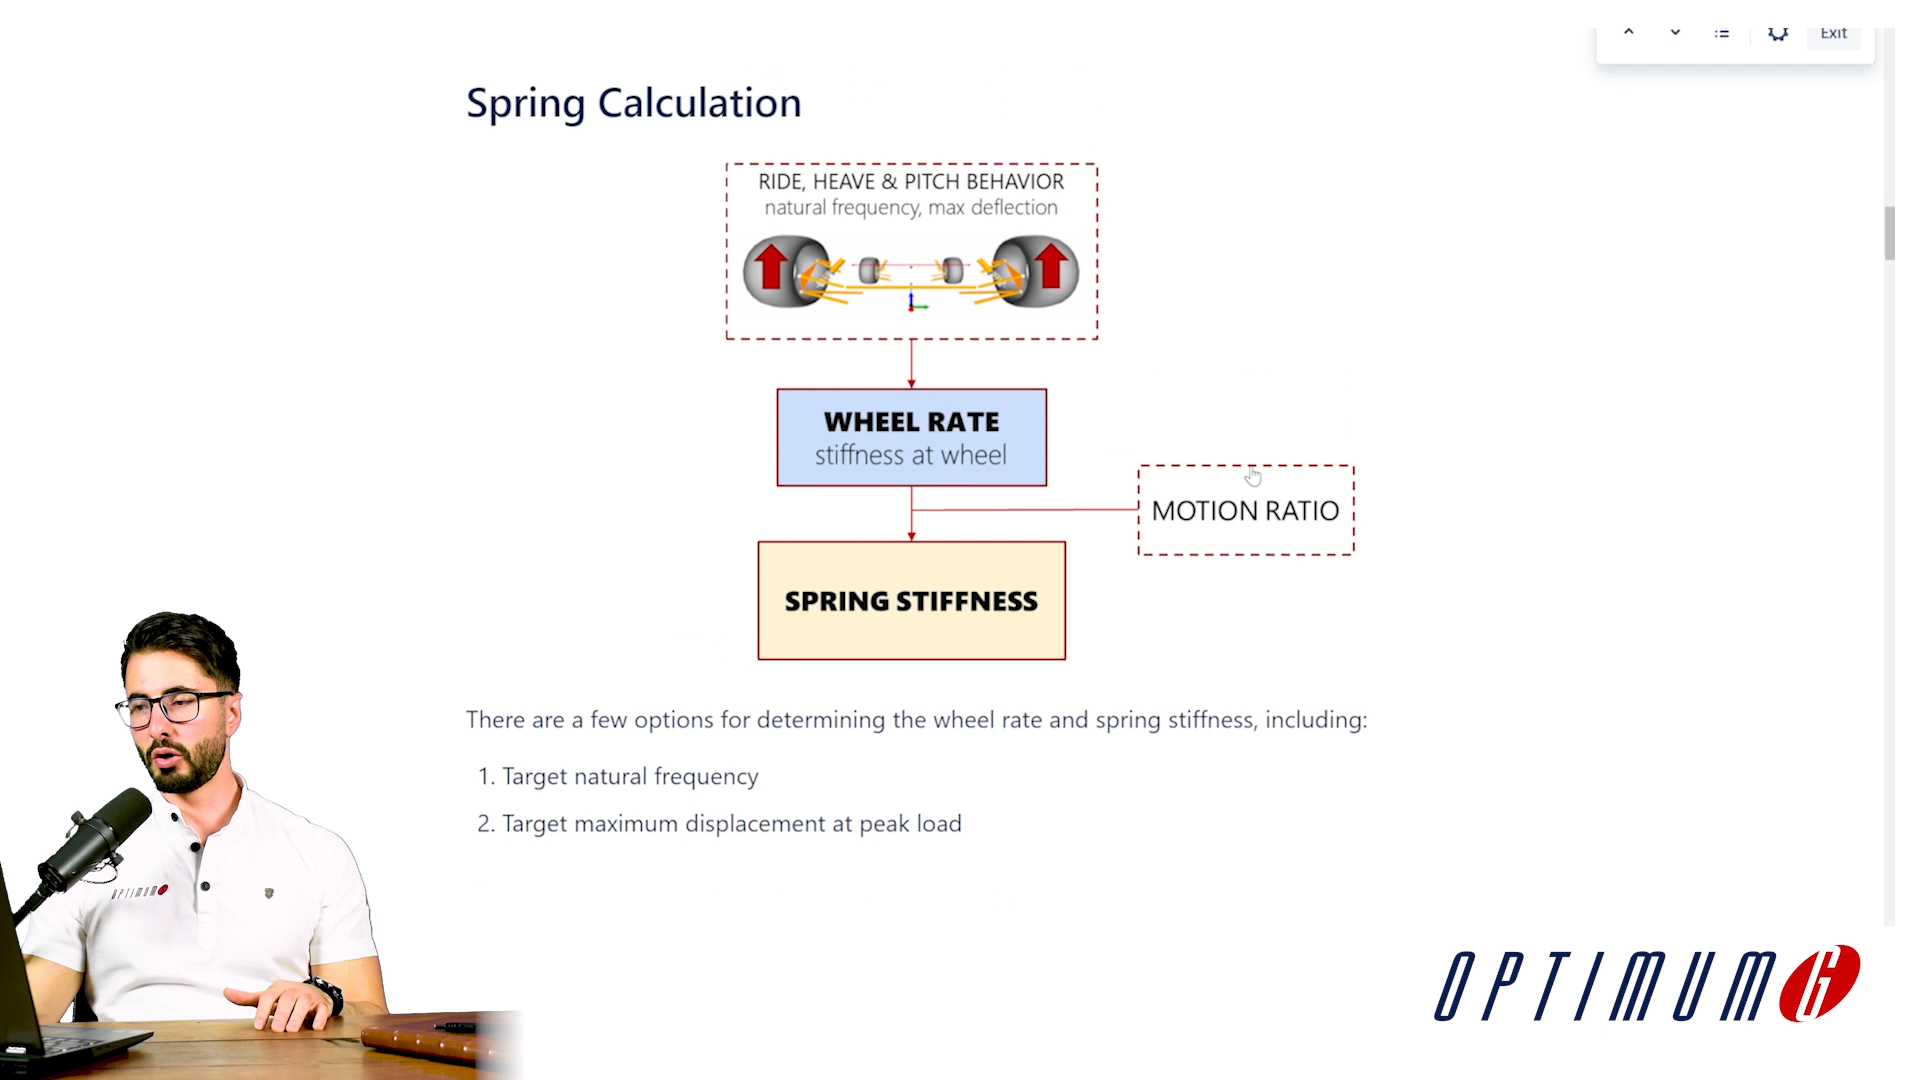 Exit
Spring Calculation
RIDE, HEAVE & PITCH BEHAVIOR
natural frequency, max deflection
WHEEL RATE
stiffness at wheel
MOTION RATIO
SPRING STIFFNESS
There are a few options for determining the wheel rate and spring stiffness, including:
1. Target natural frequency
2. Target maximum displacement at peak load
OPTIMUM
OPTIMUM G